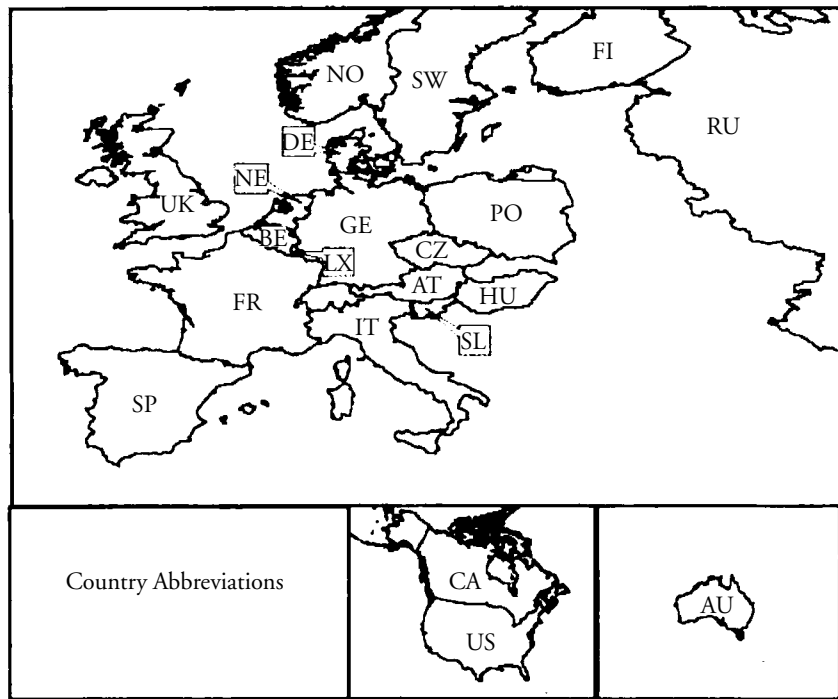 NO
SW
FI
RU
DE
NE
UK
GE
PO
BE
CZ
LX
AT
HU
FR
IT
SL
SP
Country Abbreviations
CA
US
AU